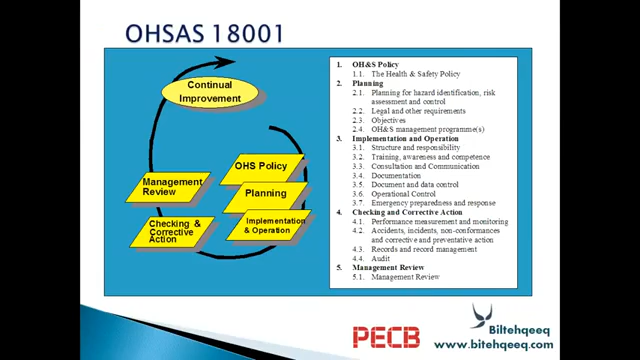 OHSAS 18001
Continual
Improvement
OHS Policy
Planning
Implementation
& Operation
Checking &
Corrective
Action
Management
Review
1. OH&S Policy
1.1. The Health & Safety Policy
2. Planning
2.1. Planning for hazard identification, risk
assessment and control
2.2. Legal and other requirements
2.3. Objectives
2.4. OH&S management programme(s)
3. Implementation and Operation
3.1. Structure and responsibility
3.2. Training, awareness and competence
3.3. Consultation and Communication
3.4. Documentation
3.5. Document and data control
3.6. Operational Control
3.7. Emergency preparedness and response
4. Checking and Corrective Action
4.1. Performance measurement and monitoring
4.2. Accidents, incidents, non-conformances
and corrective and preventative action
4.3. Records and record management
4.4. Audit
5. Management Review
5.1. Management Review
PECB
Biltehqeeq
www.bitehqeeq.com